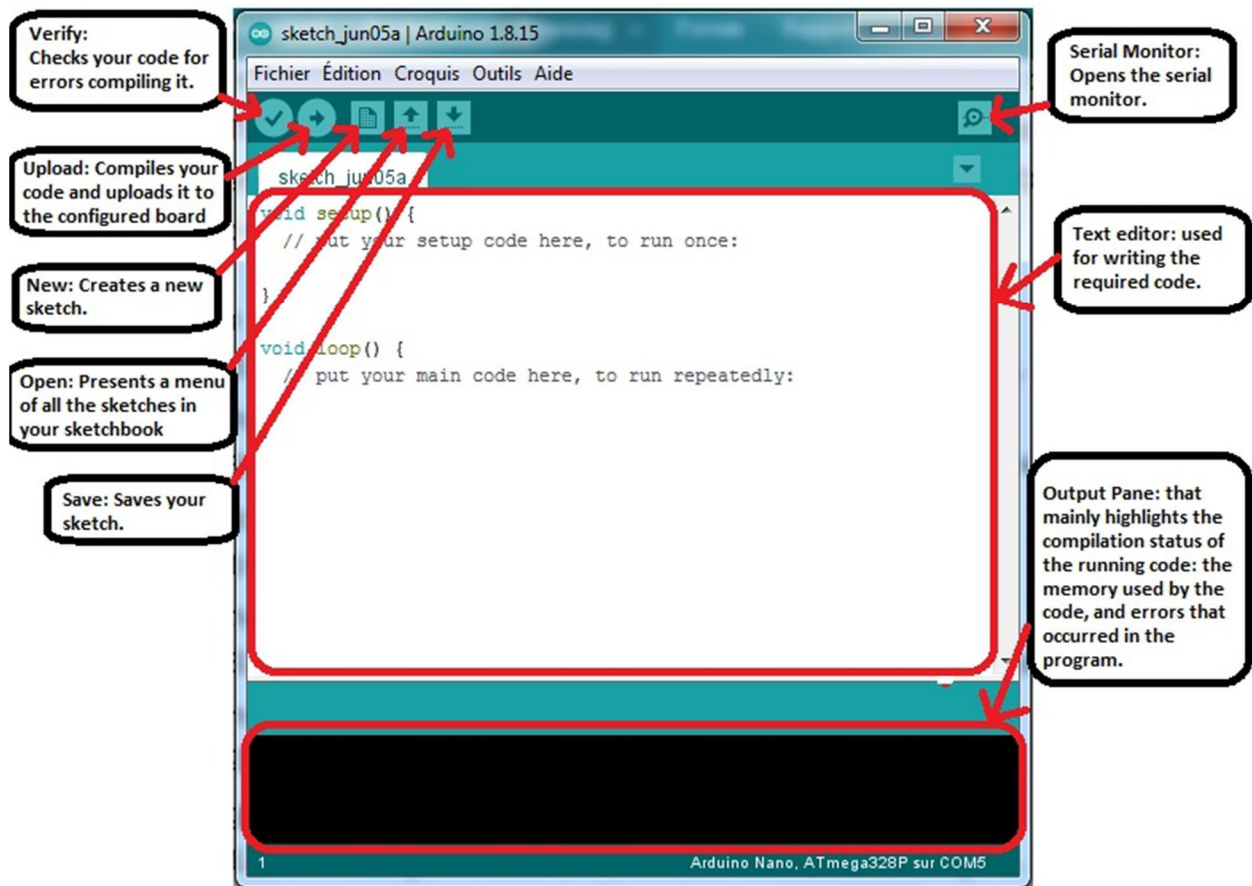 Verify:
Checks your code for
errors compiling it.
Upload: Compiles your
code and uploads it to
the configured board
New: Creates a new
sketch.
Open: Presents a menu
of all the sketches in
your sketchbook
Save: Saves your
sketch.
sketch_jun05a | Arduino 1.8.15
Fichier Édition Croquis Outils Aide
sketch_jun05a
void setup() {
// put your setup code here, to run once:
}
void loop() {
// put your main code here, to run repeatedly:
1
Arduino Nano, ATmega328P sur COM5
Serial Monitor:
Opens the serial
monitor.
Text editor: used
for writing the
required code.
Output Pane: that
mainly highlights the
compilation status of
the running code: the
memory used by the
code, and errors that
occurred in the
program.